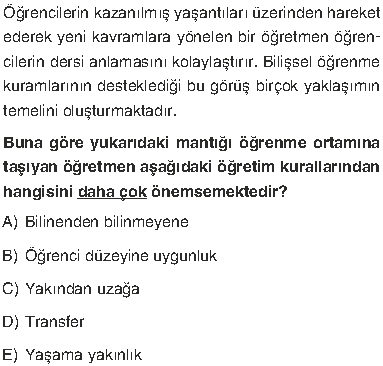 Öğrencilerin kazanılmış yaşantıları üzerinden hareket
ederek yeni kavramlara yönelen bir öğretmen öğren-
cilerin dersi anlamasını kolaylaştırır. Bilişsel öğrenme
kuramlarının desteklediği bu görüş birçok yaklaşımın
temelini oluşturmaktadır.
Buna göre yukarıdaki mantığı öğrenme ortamına
taşıyan öğretmen aşağıdaki öğretim kurallarından
hangisini daha çok önemsemektedir?
A) Bilinenden bilinmeyene
B) Öğrenci düzeyine uygunluk
C) Yakından uzağa
D) Transfer
E) Yaşama yakınlık